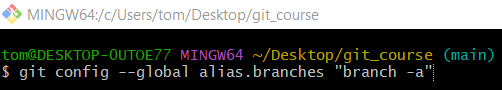 MINGW64:/c/Users/tom/Desktop/git_course
tom@DESKTOP-OUTOE77 MINGW64 ~/Desktop/git_course (main)
$ git config --global alias.branches "branch -a"